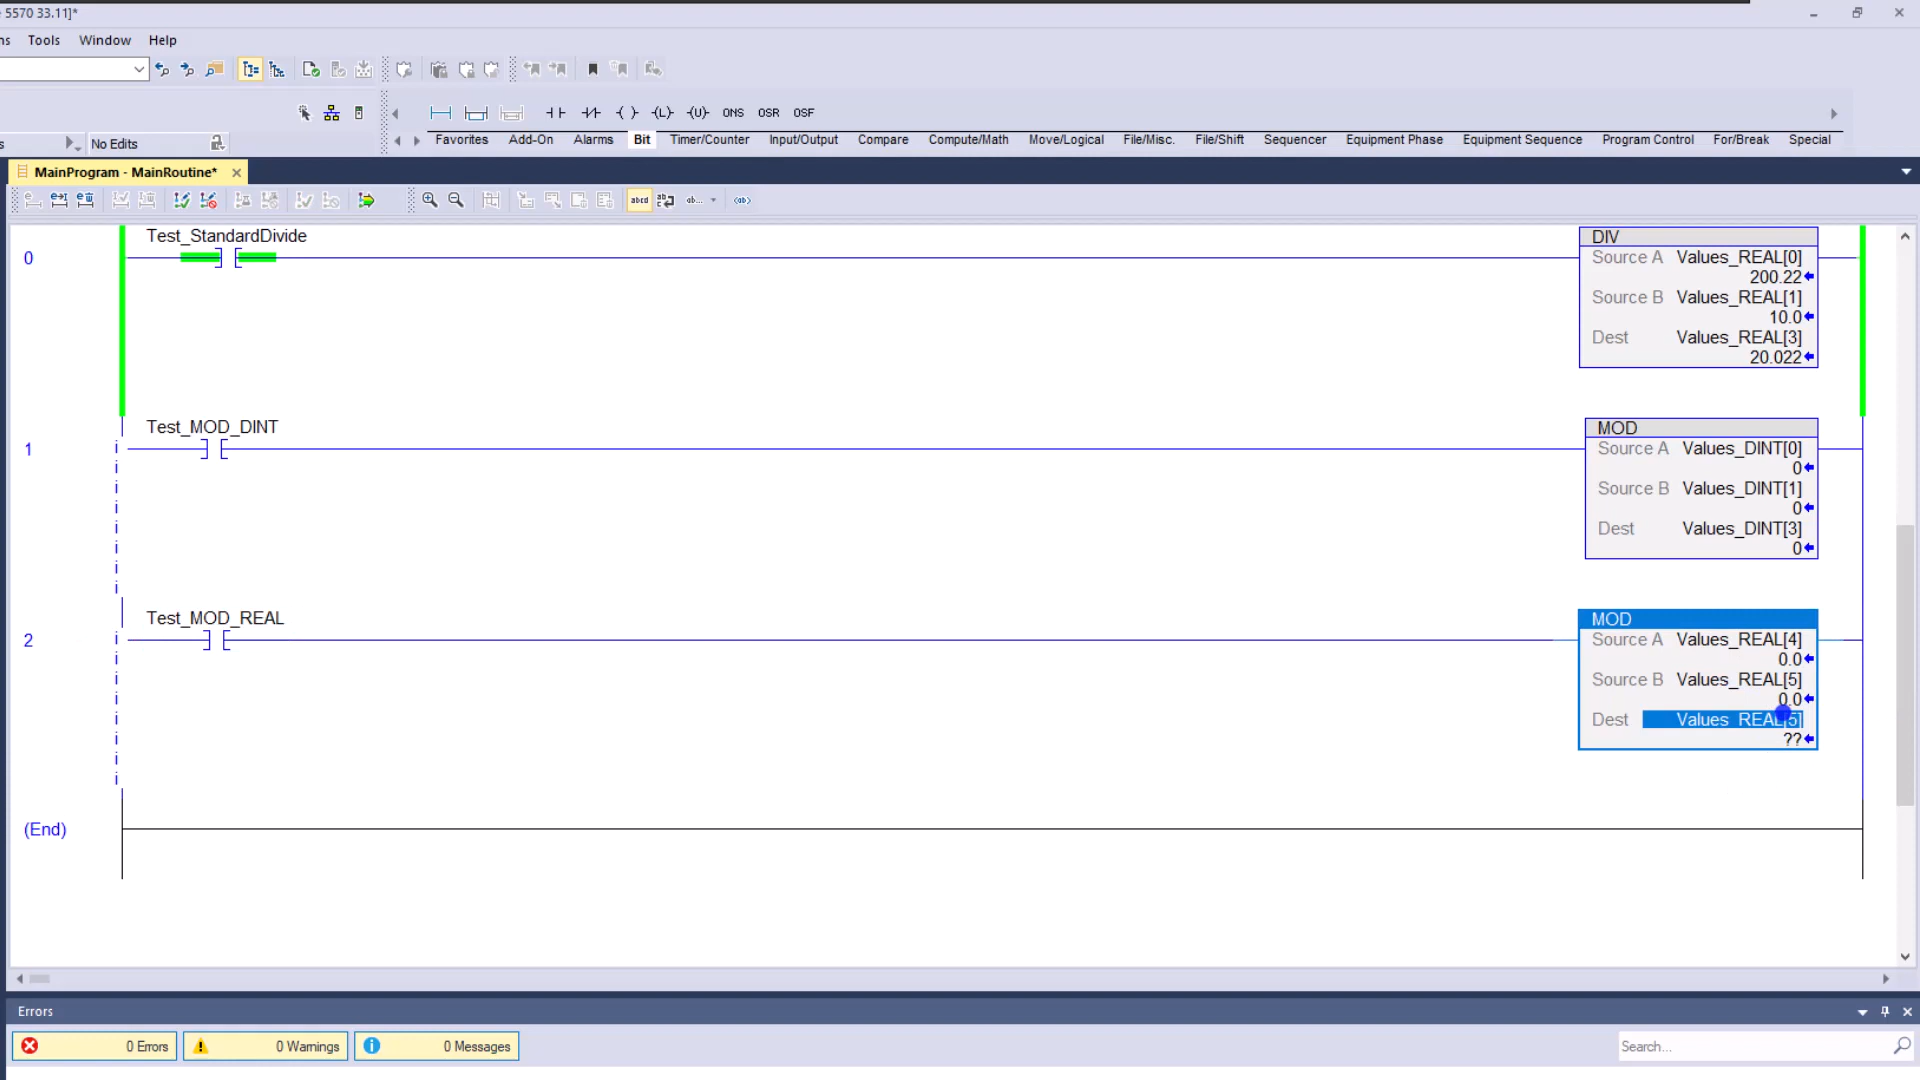 e 5570 33.11]*
ns Tools Window Help
ONS OSR OSF
s No Edits
Favorites Add-On Alarms Bit Timer/Counter Input/Output Compare Compute/Math Move/Logical File/Misc. File/Shift Sequencer Equipment Phase Equipment Sequence Program Control For/Break Special
MainProgram - MainRoutine*
abcd ab ab... <ab>
Test_StandardDivide
0
DIV
Source A Values_REAL[0]
200.22
Source B Values_REAL[1]
10.0
Dest Values_REAL[3]
20.022
Test_MOD_DINT
1
MOD
Source A Values_DINT[0]
0
Source B Values_DINT[1]
0
Dest Values_DINT[3]
0
Test_MOD_REAL
2
MOD
Source A Values_REAL[4]
0.0
Source B Values_REAL[5]
0.0
Dest Values_REAL[5]
??
(End)
Errors
0 Errors 0 Warnings 0 Messages
Search...